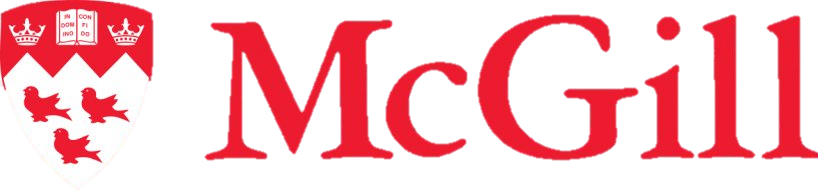 IN CON
DOM FI
INO DO
McGill